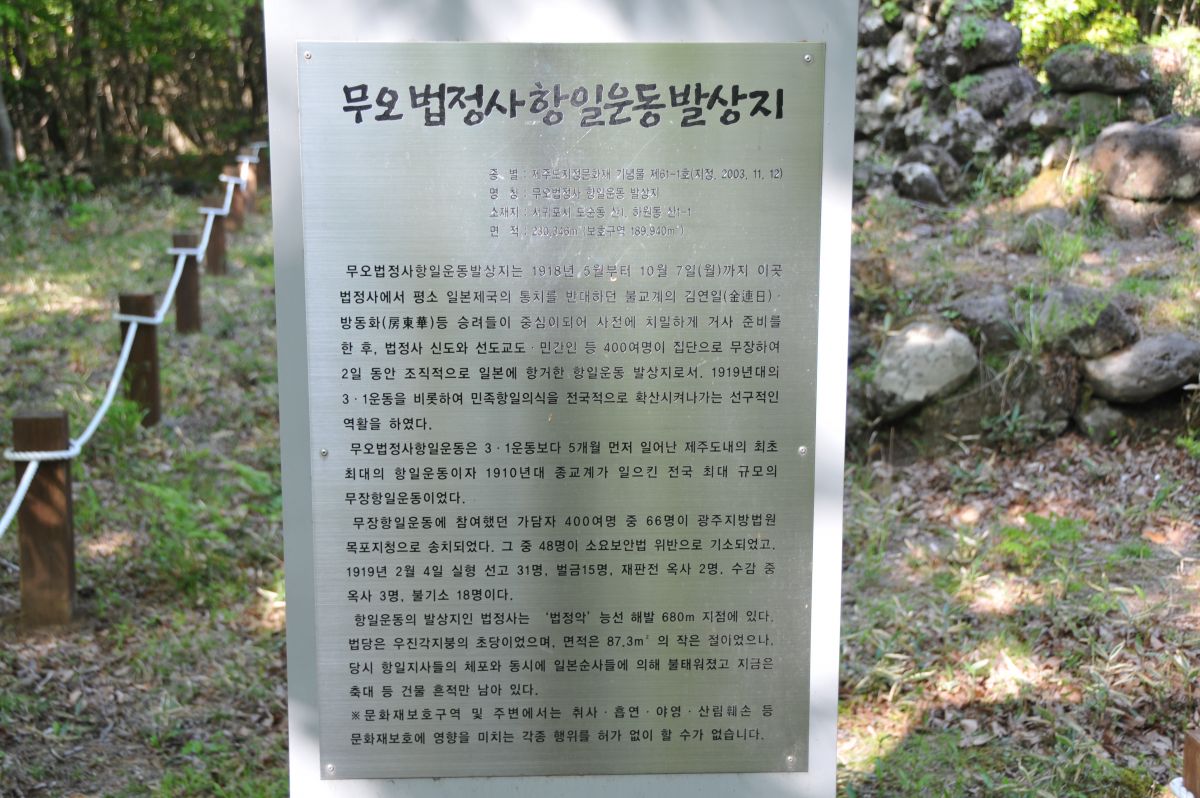 무오법정사항일운동발상지
종 별 : 제주도지정문화재 기념물 제61-1호(지정, 2003. 11. 12)
명 칭 : 무오법정사 항일운동 발상지
소재지 : 서귀포시 도순동 산1, 하원동 산1-1
면 적 : 230,346㎡(보호구역 189,940㎡)
무오법정사항일운동발상지는 1918년 5월부터 10월 7일(월)까지 이곳
법정사에서 평소 일본제국의 통치를 반대하던 불교계의 김연일(金連日)·
방동화(房東華)등 승려들이 중심이되어 사전에 치밀하게 거사 준비를
한 후, 법정사 신도와 선도교도·민간인 등 400여명이 집단으로 무장하여
2일 동안 조직적으로 일본에 항거한 항일운동 발상지로서, 1919년대의
3·1운동을 비롯하여 민족항일의식을 전국적으로 확산시켜나가는 선구적인
역활을 하였다.
무오법정사항일운동은 3·1운동보다 5개월 먼저 일어난 제주도내의 최초
최대의 항일운동이자 1910년대 종교계가 일으킨 전국 최대 규모의
무장항일운동이었다.
무장항일운동에 참여했던 가담자 400여명 중 66명이 광주지방법원
목포지청으로 송치되었다. 그 중 48명이 소요보안법 위반으로 기소되었고,
1919년 2월 4일 실형 선고 31명, 벌금15명, 재판전 옥사 2명, 수감 중
옥사 3명, 불기소 18명이다.
항일운동의 발상지인 법정사는 '법정악' 능선 해발 680m 지점에 있다.
법당은 우진각지붕의 초당이었으며, 면적은 87.3㎡의 작은 절이었으나,
당시 항일지사들의 체포와 동시에 일본순사들에 의해 불태워졌고 지금은
축대 등 건물 흔적만 남아 있다.
※문화재보호구역 및 주변에서는 취사·흡연·야영·산림훼손 등
문화재보호에 영향을 미치는 각종 행위를 허가 없이 할 수가 없습니다.